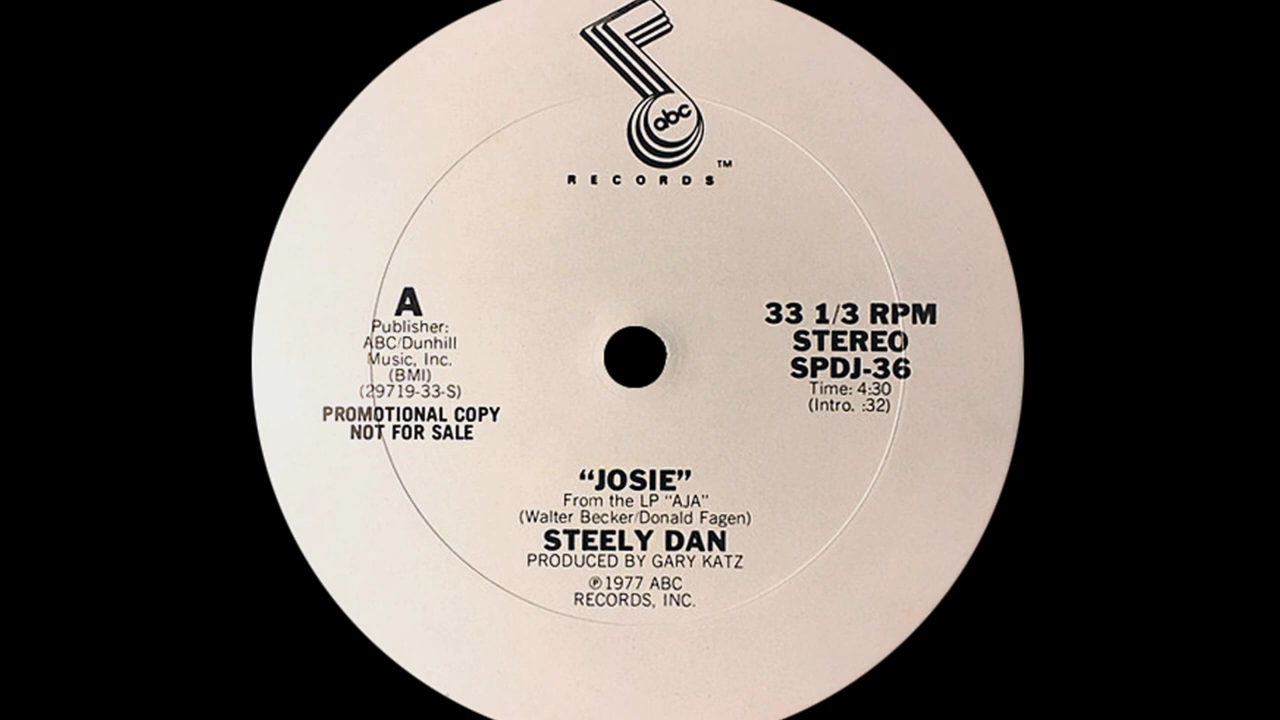 abc
TM
RECORDS
A
Publisher:
ABC/Dunhill
Music, Inc.
(BMI)
(29719-33-S)
PROMOTIONAL COPY
NOT FOR SALE
33 1/3 RPM
STEREO
SPDJ-36
Time: 4:30
(Intro. :32)
“JOSIE”
From the LP “AJA”
(Walter Becker/Donald Fagen)
STEELY DAN
PRODUCED BY GARY KATZ
℗1977 ABC
RECORDS, INC.